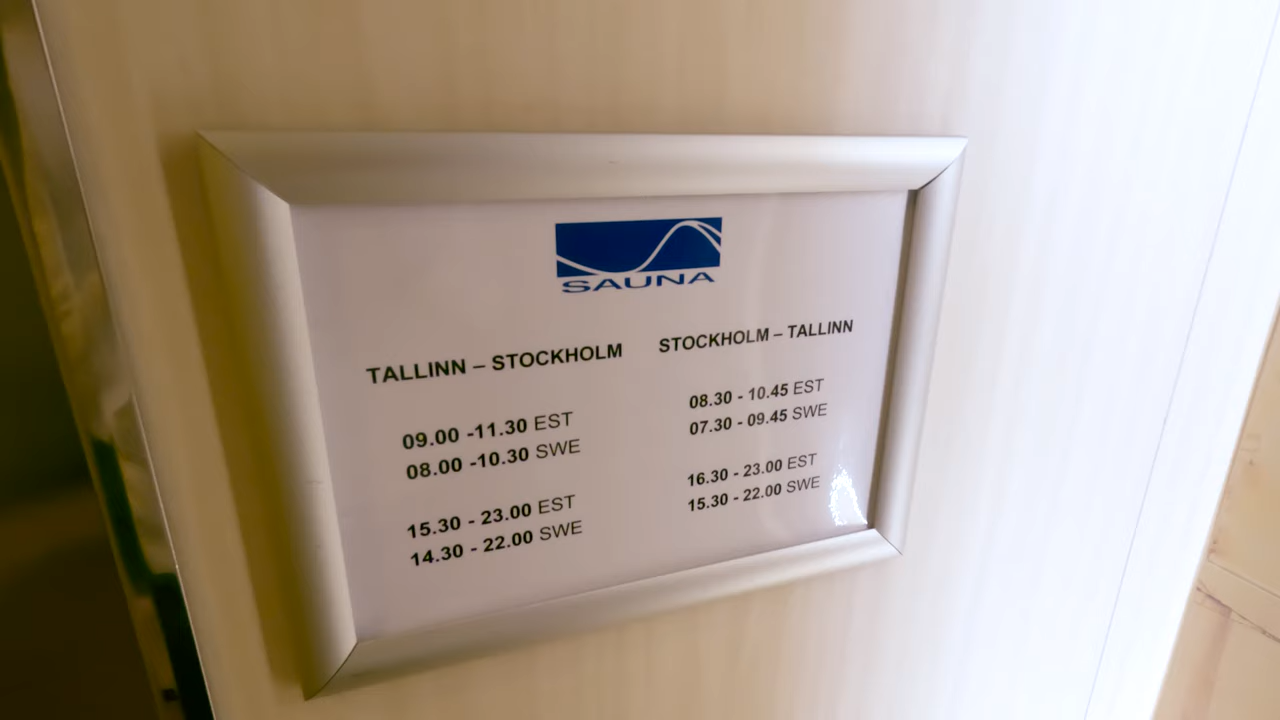 SAUNA
TALLINN – STOCKHOLM
09.00 -11.30 EST
08.00 -10.30 SWE
15.30 - 23.00 EST
14.30 - 22.00 SWE
STOCKHOLM – TALLINN
08.30 - 10.45 EST
07.30 - 09.45 SWE
16.30 - 23.00 EST
15.30 - 22.00 SWE